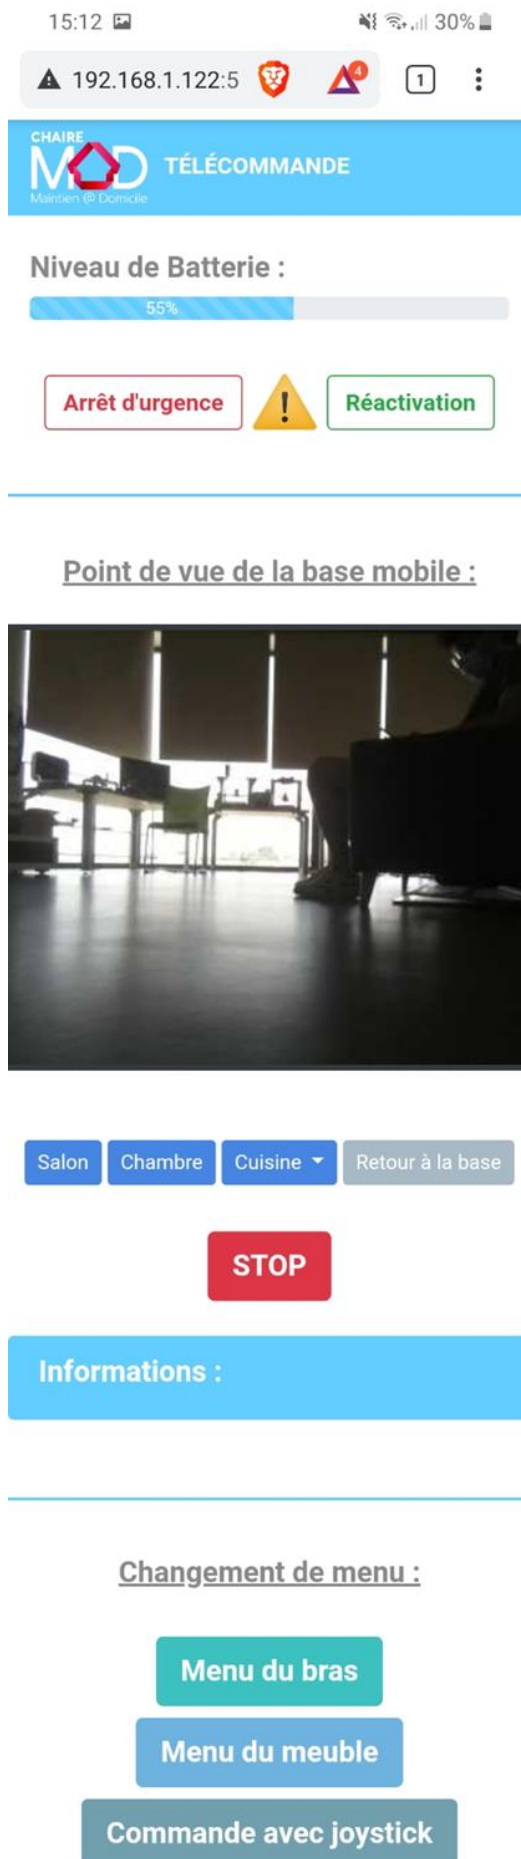 15:12
30%
192.168.1.122:5
4
1
CHAIRE
MAD
Maintien @ Domicile
TÉLÉCOMMANDE
Niveau de Batterie :
55%
Arrêt d'urgence
Réactivation
Point de vue de la base mobile :
Salon
Chambre
Cuisine
Retour à la base
STOP
Informations :
Changement de menu :
Menu du bras
Menu du meuble
Commande avec joystick